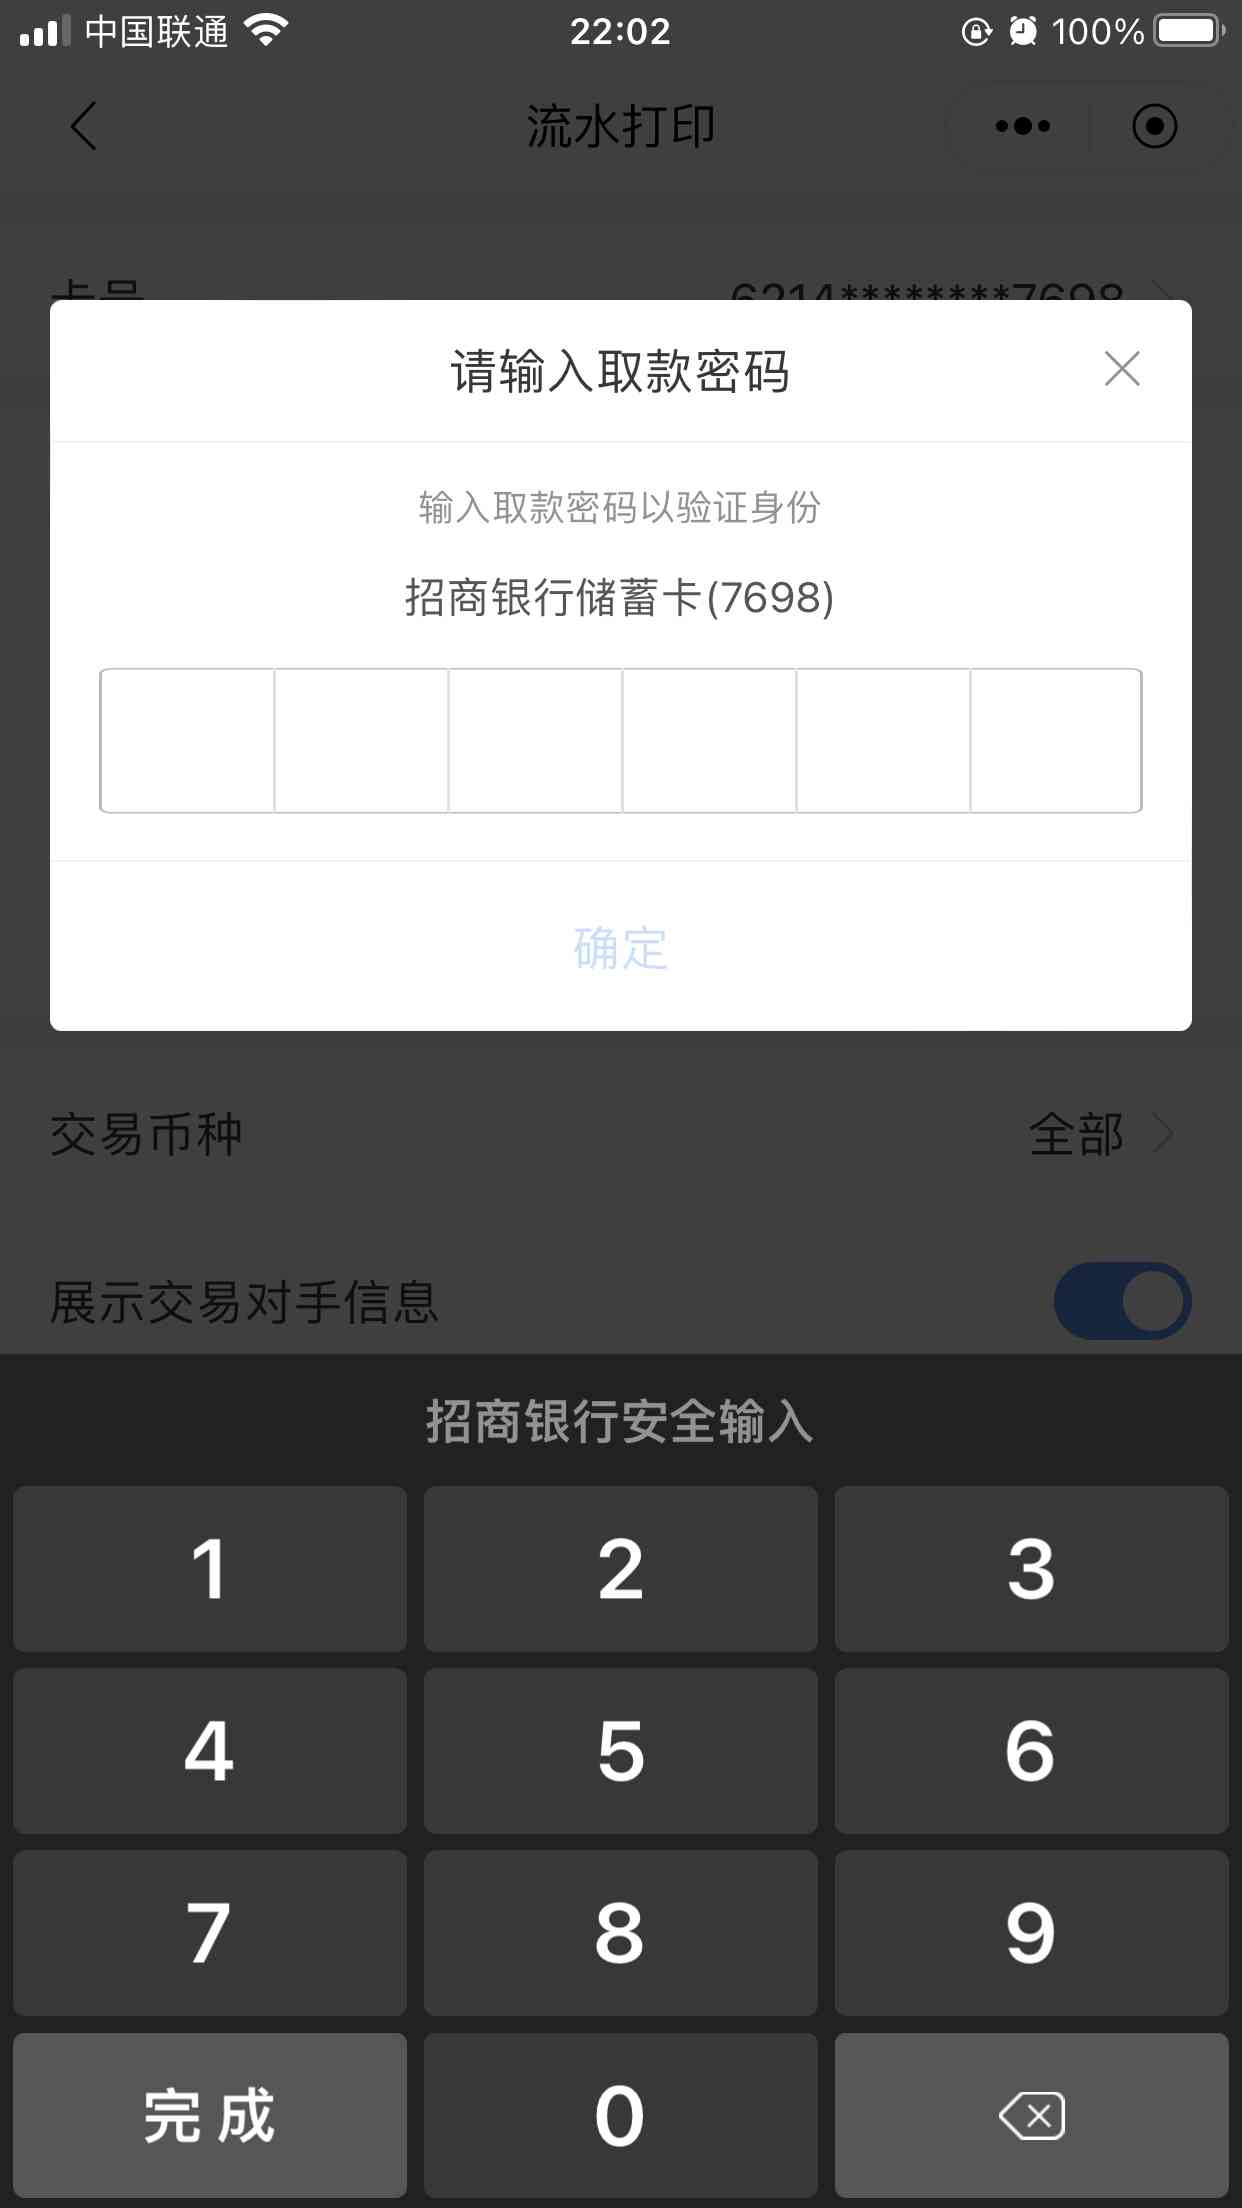 中国联通 22:02 100%
流水打印
卡号 6214********7698
请输入取款密码
输入取款密码以验证身份
招商银行储蓄卡(7698)
确定
交易币种 全部
展示交易对手信息
招商银行安全输入
1 2 3
4 5 6
7 8 9
完成 0